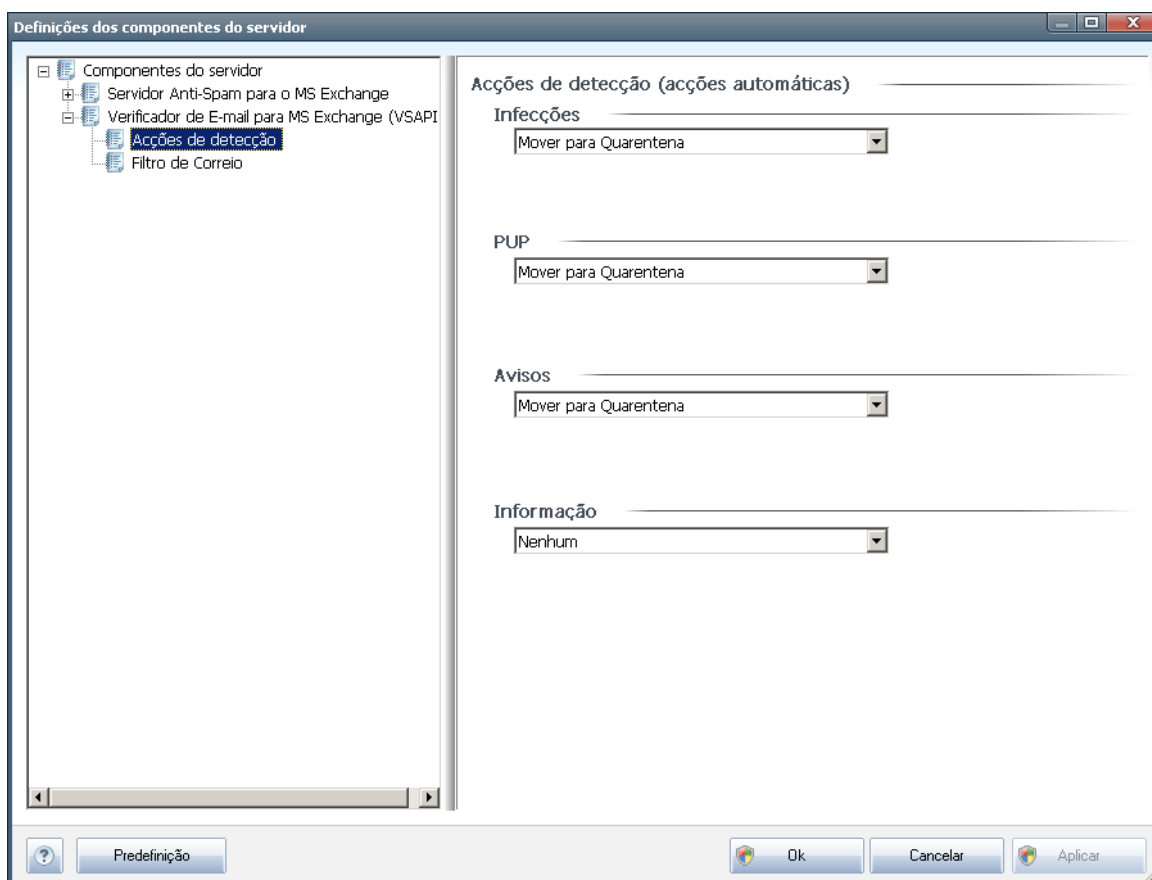 Definições dos componentes do servidor
Componentes do servidor
Servidor Anti-Spam para o MS Exchange
Verificador de E-mail para MS Exchange (VSAPI
Acções de detecção
Filtro de Correio
Acções de detecção (acções automáticas)
Infecções
Mover para Quarentena
PUP
Mover para Quarentena
Avisos
Mover para Quarentena
Informação
Nenhum
?
Predefinição
Ok
Cancelar
Aplicar